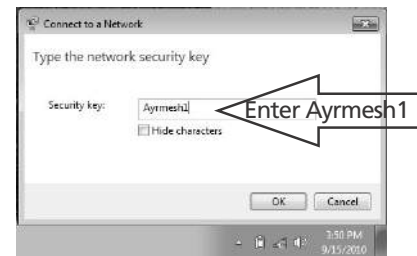 Connect to a Network
Type the network security key
Security key:
Ayrmesh1
Enter Ayrmesh1
Hide characters
OK
Cancel
3:50 PM
9/15/2010